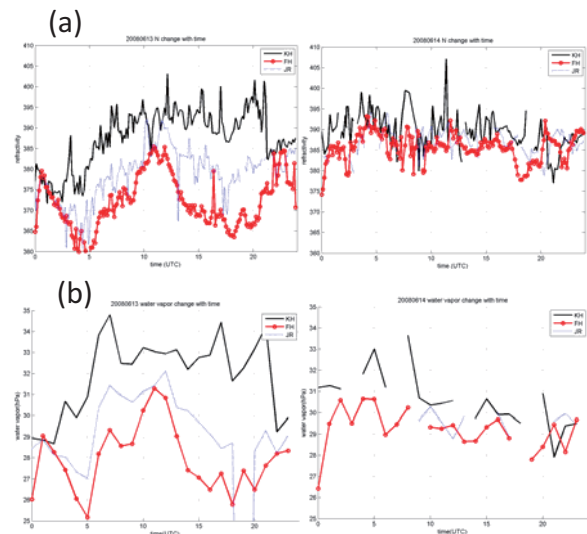 (a)
20080613 N change with time
410
405
400
395
390
385
380
375
370
365
360
refractivity
0 5 10 15 20
time (UTC)
KH
FH
JR
20080614 N change with time
410
405
400
395
390
385
380
375
370
365
360
refractivity
0 5 10 15 20
time (UTC)
KH
FH
JR
(b)
20080613 water vapor change with time
35
34
33
32
31
30
29
28
27
26
25
water vapor(hPa)
0 5 10 15 20
time(UTC)
KH
FH
JR
20080614 water vapor change with time
35
34
33
32
31
30
29
28
27
26
25
water vapor(hPa)
0 5 10 15 20
time(UTC)
KH
FH
JR